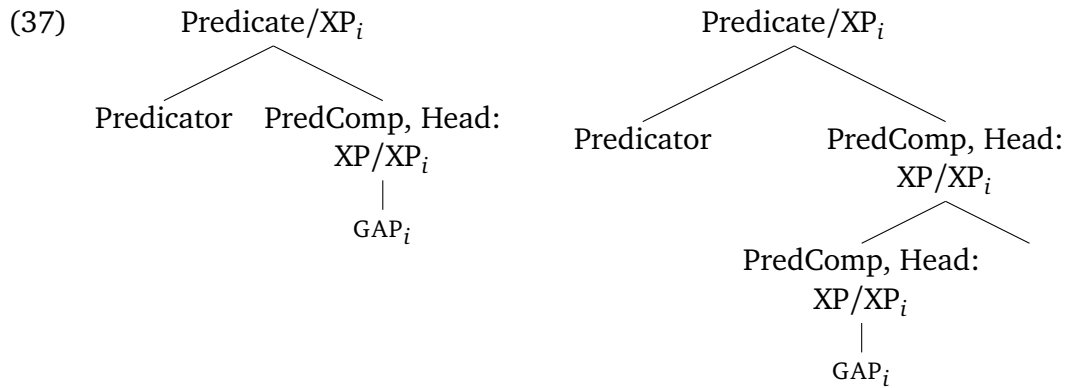 (37) Predicate/XPi Predicate/XPi
Predicator PredComp, Head: Predicator PredComp, Head:
XP/XPi XP/XPi
GAPi PredComp, Head:
XP/XPi
GAPi